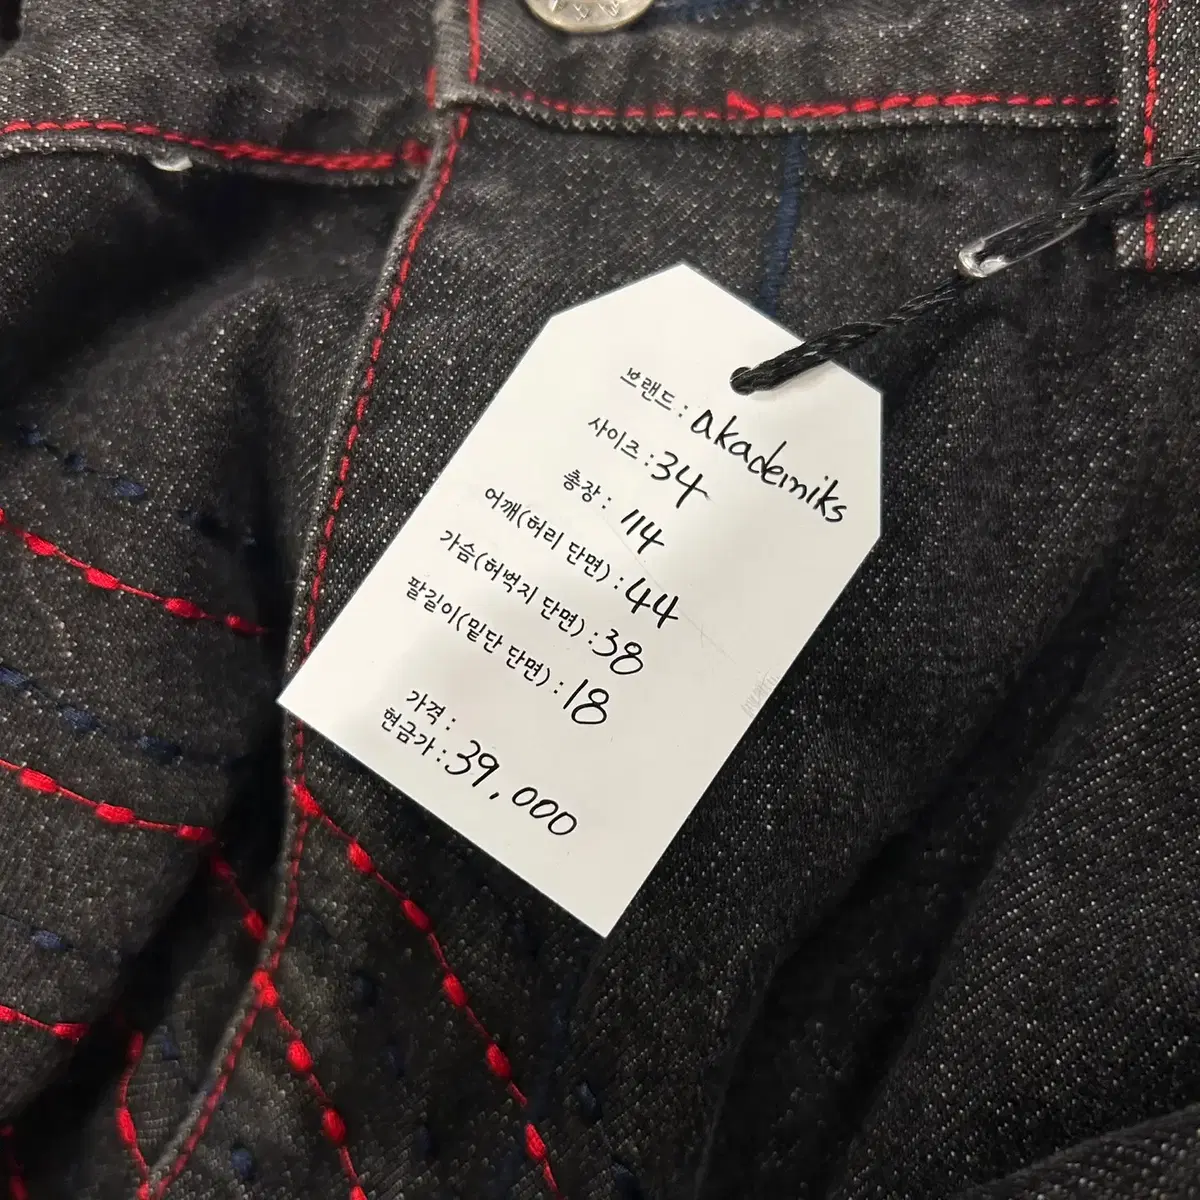 브랜드 : akademiks
사이즈 : 34
총장 : 114
어깨(허리 단면) : 44
가슴(허벅지 단면) : 38
팔길이(밑단 단면) : 18
가격 :
현금가 : 39,000